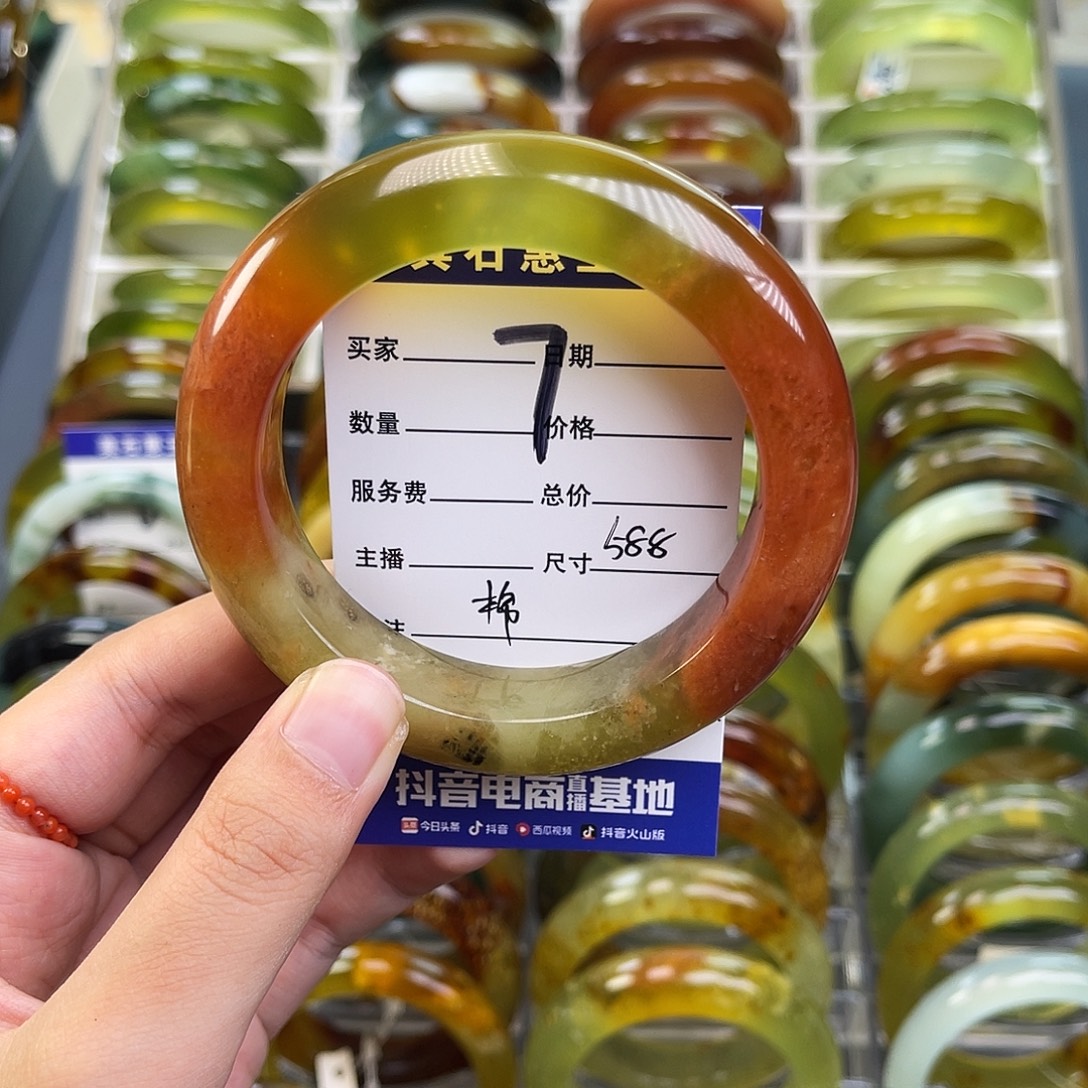 7
买家 日期
数量 价格
服务费 总价
主播 尺寸 588
注 棉
抖音电商直播基地
今日头条 抖音 西瓜视频 抖音火山版